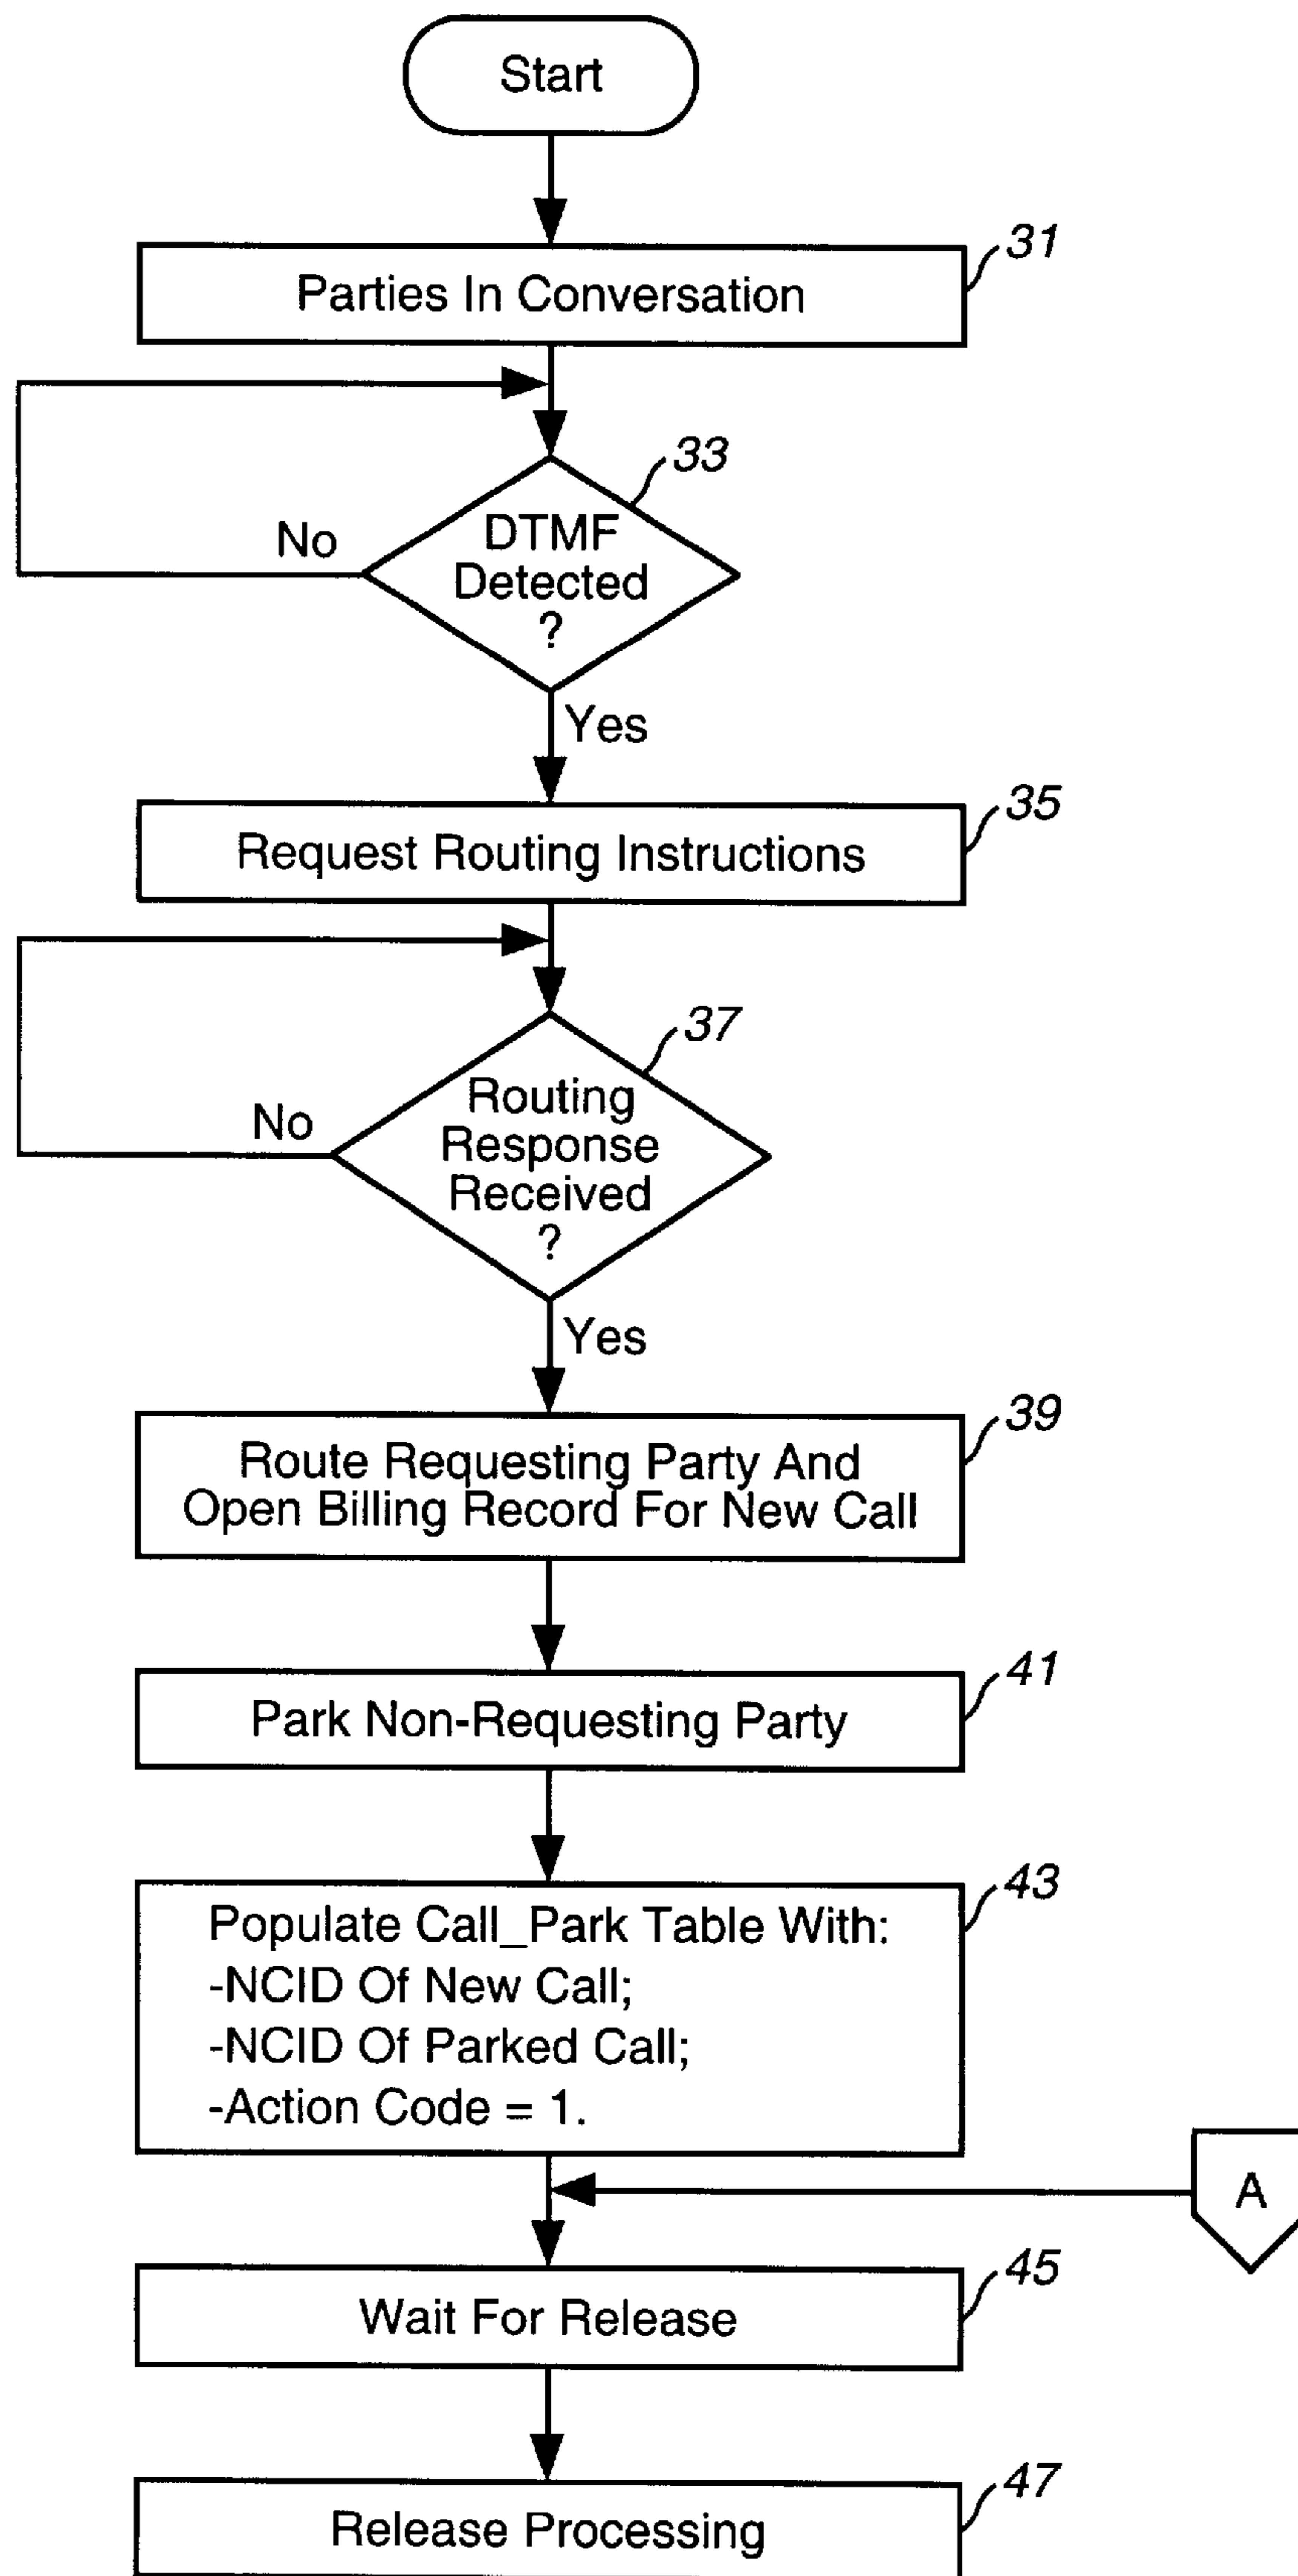 Start
31
Parties In Conversation
33
DTMF
Detected
?
No
Yes
35
Request Routing Instructions
37
Routing
Response
Received
?
No
Yes
39
Route Requesting Party And
Open Billing Record For New Call
41
Park Non-Requesting Party
43
Populate Call_Park Table With:
-NCID Of New Call;
-NCID Of Parked Call;
-Action Code = 1.
A
45
Wait For Release
47
Release Processing